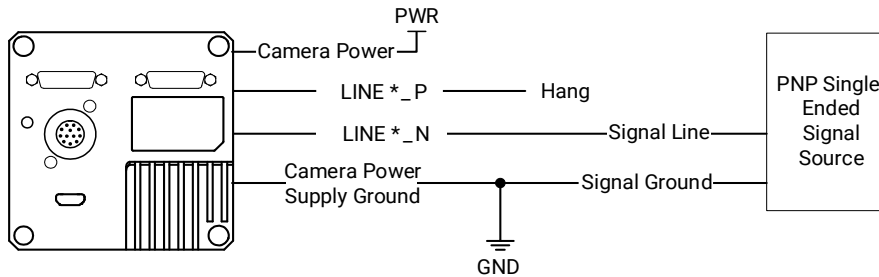 PWR
Camera Power
LINE *_P
Hang
LINE *_N
Signal Line
Camera Power
Supply Ground
Signal Ground
GND
PNP Single
Ended
Signal
Source